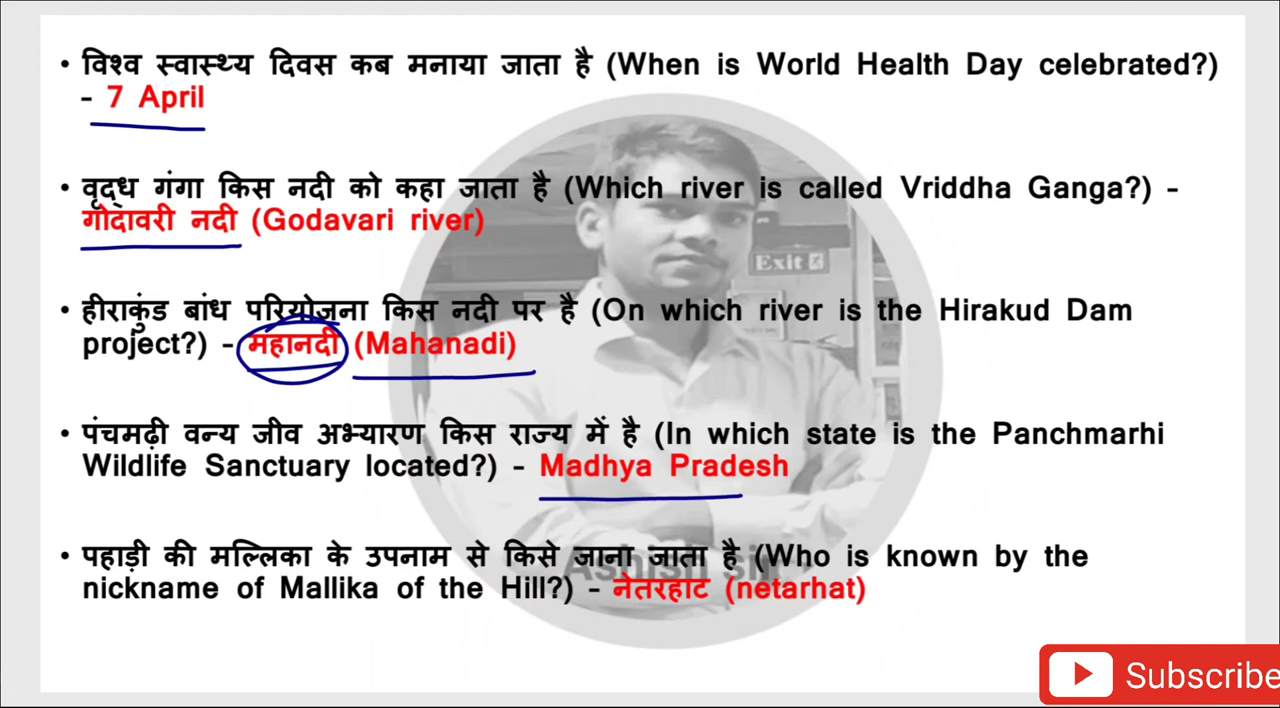 • विश्व स्वास्थ्य दिवस कब मनाया जाता है (When is World Health Day celebrated?)
– 7 April
• वृद्ध गंगा किस नदी को कहा जाता है (Which river is called Vriddha Ganga?) –
गोदावरी नदी (Godavari river)
Exit
• हीराकुंड बांध परियोजना किस नदी पर है (On which river is the Hirakud Dam
project?) – महानदी (Mahanadi)
• पंचमढ़ी वन्य जीव अभ्यारण किस राज्य में है (In which state is the Panchmarhi
Wildlife Sanctuary located?) – Madhya Pradesh
• पहाड़ी की मल्लिका के उपनाम से किसे जाना जाता है (Who is known by the
Ashish sir
nickname of Mallika of the Hill?) – नेतरहाट (netarhat)
Subscribe